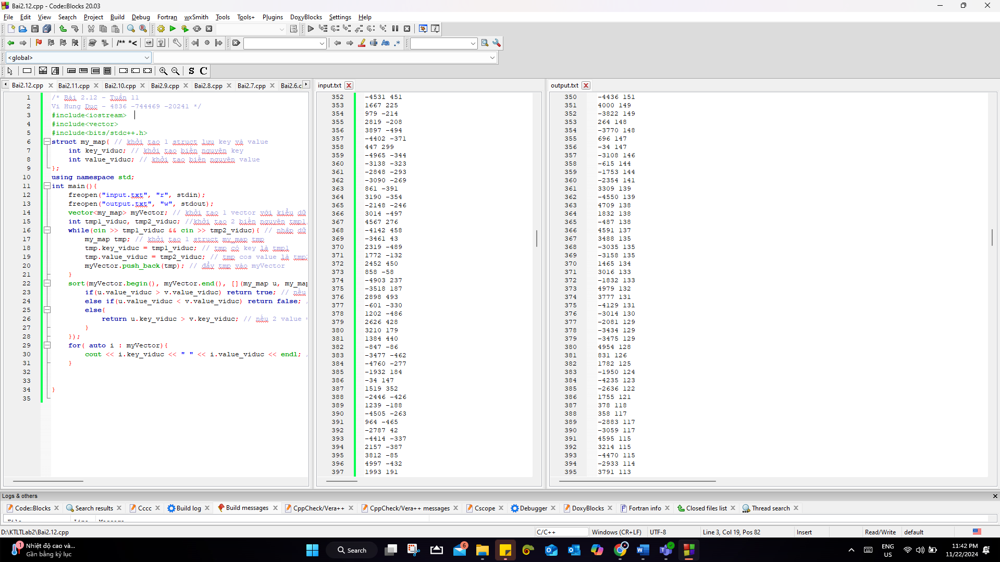 Bai2.12.cpp - Code::Blocks 20.03
File Edit View Search Project Build Debug Fortran wxSmith Tools Tools+ Plugins DoxyBlocks Settings Help
/** *<
Aa .*
<global>
S C
Bai2.12.cpp Bai2.11.cpp Bai2.10.cpp Bai2.9.cpp Bai2.8.cpp Bai2.7.cpp Bai2.6.c
1 /* Bài 2.12 - Tuần 11
2 Vi Hung Duc - 4836 -744469 -20241 */
3 #include<iostream>
4 #include<vector>
5 #include<bits/stdc++.h>
6 struct my_map{ // khởi tạo 1 struct lưu key và value
7 int key_viduc; // khởi tạo biến nguyên key
8 int value_viduc; // khởi tạo biến nguyên value
9 };
10 using namespace std;
11 int main(){
12 freopen("input.txt", "r", stdin);
13 freopen("output.txt", "w", stdout);
14 vector<my_map> myVector; // khởi tạo 1 vector với kiểu dữ
15 int tmp1_viduc, tmp2_viduc; //khởi tạo 2 biến nguyên tmp1
16 while(cin >> tmp1_viduc && cin >> tmp2_viduc){ // nhập dữ
17 my_map tmp; // khởi tạo 1 struct my_map tmp
18 tmp.key_viduc = tmp1_viduc; // tmp có key là tmp1
19 tmp.value_viduc = tmp2_viduc; // tmp cos value là tmp2
20 myVector.push_back(tmp); // đẩy tmp vào myVector
21 }
22 sort(myVector.begin(), myVector.end(), [](my_map u, my_map
23 if(u.value_viduc > v.value_viduc) return true; // nếu
24 else if(u.value_viduc < v.value_viduc) return false; /
25 else{
26 return u.key_viduc > v.key_viduc; // nếu 2 value =
27 }
28 });
29 for( auto i : myVector){
30 cout << i.key_viduc << " " << i.value_viduc << endl; /
31 }
32
33
34 }
35
input.txt
352 -4531 451
353 1667 225
354 979 -214
355 2819 -208
356 3897 -494
357 -4402 -371
358 447 299
359 -4965 -344
360 -3138 -323
361 -2848 -293
362 -3090 -269
363 861 -391
364 3190 -354
365 -2148 -246
366 3014 -497
367 4567 276
368 -4142 458
369 -3461 43
370 2319 -489
371 1772 -132
372 2452 450
373 858 -58
374 -4903 237
375 -3518 187
376 2898 493
377 -601 -330
378 1202 -486
379 2626 428
380 3210 179
381 1384 440
382 -847 -86
383 -3477 -462
384 -4760 -277
385 -1932 184
386 -34 147
387 1519 352
388 -2446 -426
389 1239 -188
390 -4505 -263
391 964 -465
392 -2787 42
393 -4414 -337
394 2157 -387
395 3812 -85
396 4997 -432
397 1993 191
output.txt
350 -4436 151
351 4000 149
352 -3822 149
353 264 148
354 -3770 148
355 696 147
356 -34 147
357 -3108 146
358 -615 144
359 -1753 144
360 -2354 141
361 3309 139
362 -4550 139
363 4709 138
364 1832 138
365 -487 138
366 4591 137
367 3488 135
368 -3035 135
369 -3158 135
370 1465 134
371 3016 133
372 -1832 133
373 4979 132
374 3777 131
375 -4129 131
376 -3014 130
377 -2081 129
378 -3434 129
379 -3475 129
380 4954 128
381 831 126
382 1782 125
383 -1950 124
384 -4235 123
385 -2636 122
386 1755 121
387 378 118
388 358 117
389 -2883 117
390 -3059 117
391 4595 115
392 3214 115
393 -4470 115
394 -2933 114
395 3791 113
Logs & others
Code::Blocks Search results Cccc Build log Build messages CppCheck/Vera++ CppCheck/Vera++ messages Cscope Debugger DoxyBlocks Fortran info Closed files list Thread search
File Line Message
D:\KTLTLab2\Bai2.12.cpp C/C++ Windows (CR+LF) UTF-8 Line 3, Col 19, Pos 82 Insert Read/Write default
1 Nhiệt độ cao và...
Gần bằng kỷ lục
Search
6
ENG
US
11:42 PM
11/22/2024